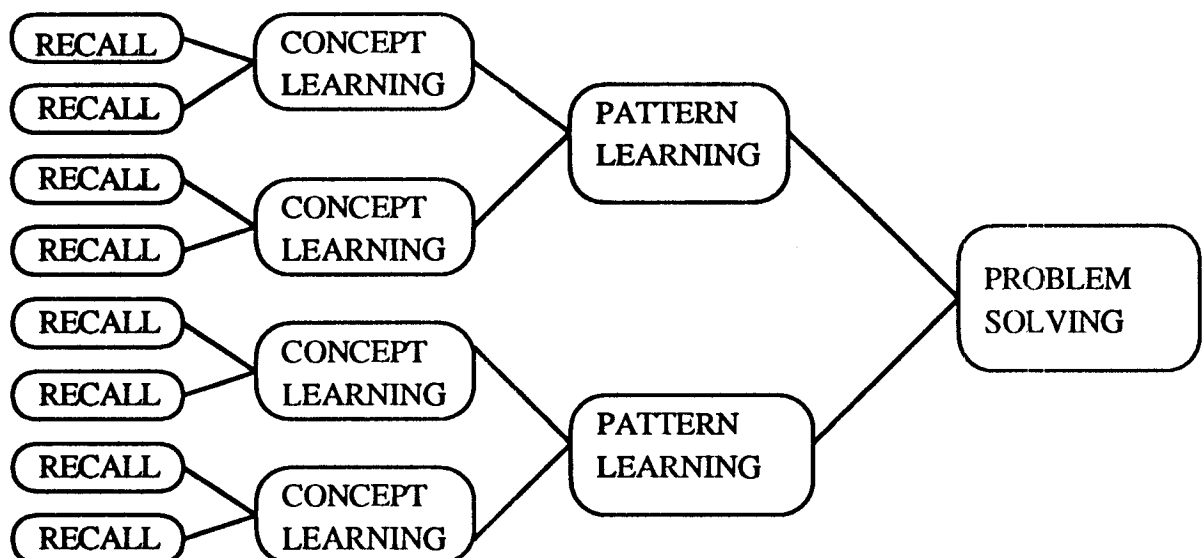 RECALL
RECALL
RECALL
RECALL
RECALL
RECALL
RECALL
RECALL
CONCEPT
LEARNING
CONCEPT
LEARNING
CONCEPT
LEARNING
CONCEPT
LEARNING
PATTERN
LEARNING
PATTERN
LEARNING
PROBLEM
SOLVING